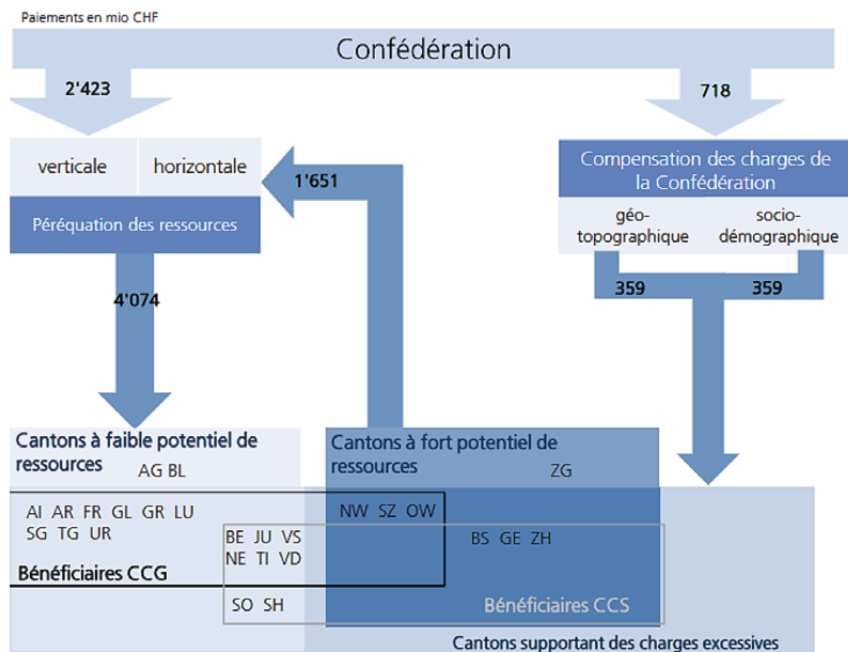 Paiements en mio CHF
Confédération
2'423
718
verticale
horizontale
1'651
Péréquation des ressources
Compensation des charges de
la Confédération
géo-
topographique
socio-
démographique
4'074
359
359
Cantons à faible potentiel de
ressources
AG BL
Cantons à fort potentiel de
ressources
ZG
AI AR FR GL GR LU
SG TG UR
NW SZ OW
BE JU VS
NE TI VD
BS GE ZH
Bénéficiaires CCG
SO SH
Bénéficiaires CCS
Cantons supportant des charges excessives